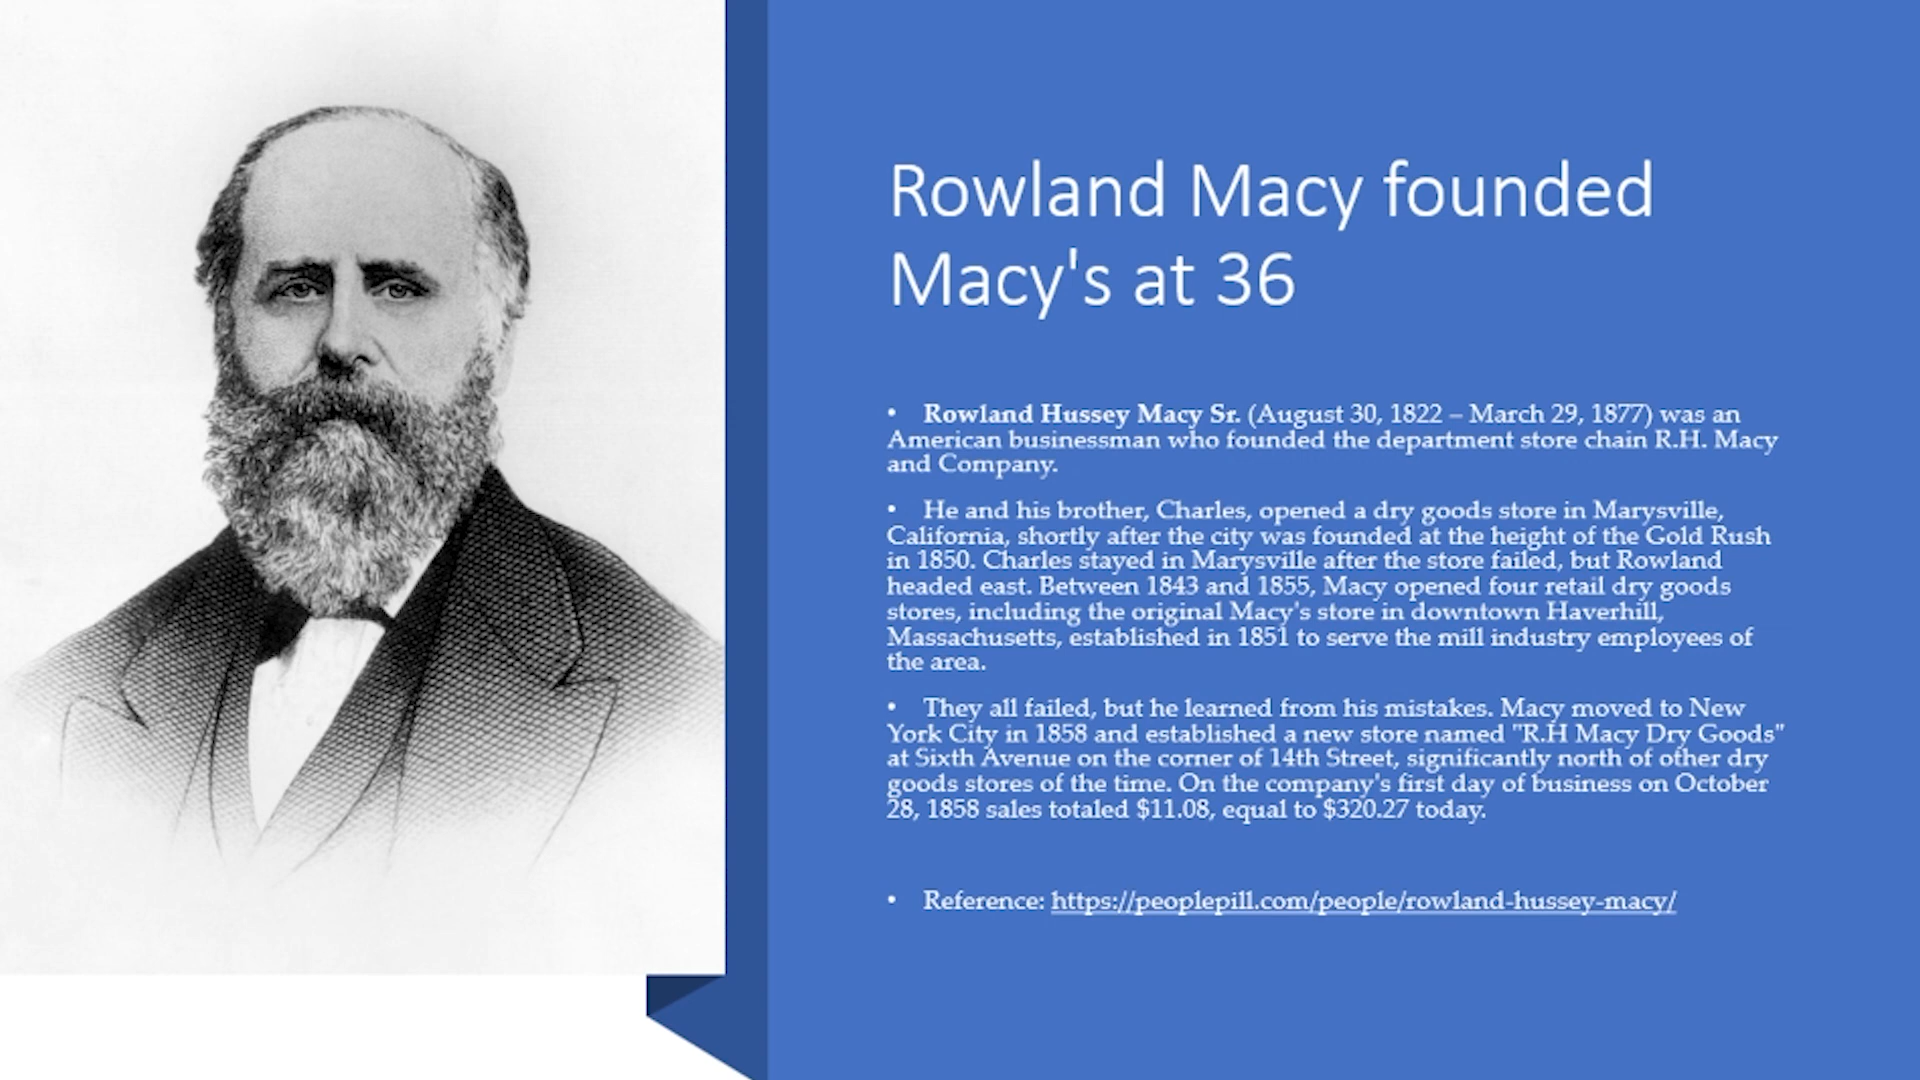 Rowland Macy founded
Macy's at 36
• Rowland Hussey Macy Sr. (August 30, 1822 – March 29, 1877) was an
American businessman who founded the department store chain R.H. Macy
and Company.
• He and his brother, Charles, opened a dry goods store in Marysville,
California, shortly after the city was founded at the height of the Gold Rush
in 1850. Charles stayed in Marysville after the store failed, but Rowland
headed east. Between 1843 and 1855, Macy opened four retail dry goods
stores, including the original Macy's store in downtown Haverhill,
Massachusetts, established in 1851 to serve the mill industry employees of
the area.
• They all failed, but he learned from his mistakes. Macy moved to New
York City in 1858 and established a new store named "R.H Macy Dry Goods"
at Sixth Avenue on the corner of 14th Street, significantly north of other dry
goods stores of the time. On the company's first day of business on October
28, 1858 sales totaled $11.08, equal to $320.27 today.
• Reference: https://peoplepill.com/people/rowland-hussey-macy/